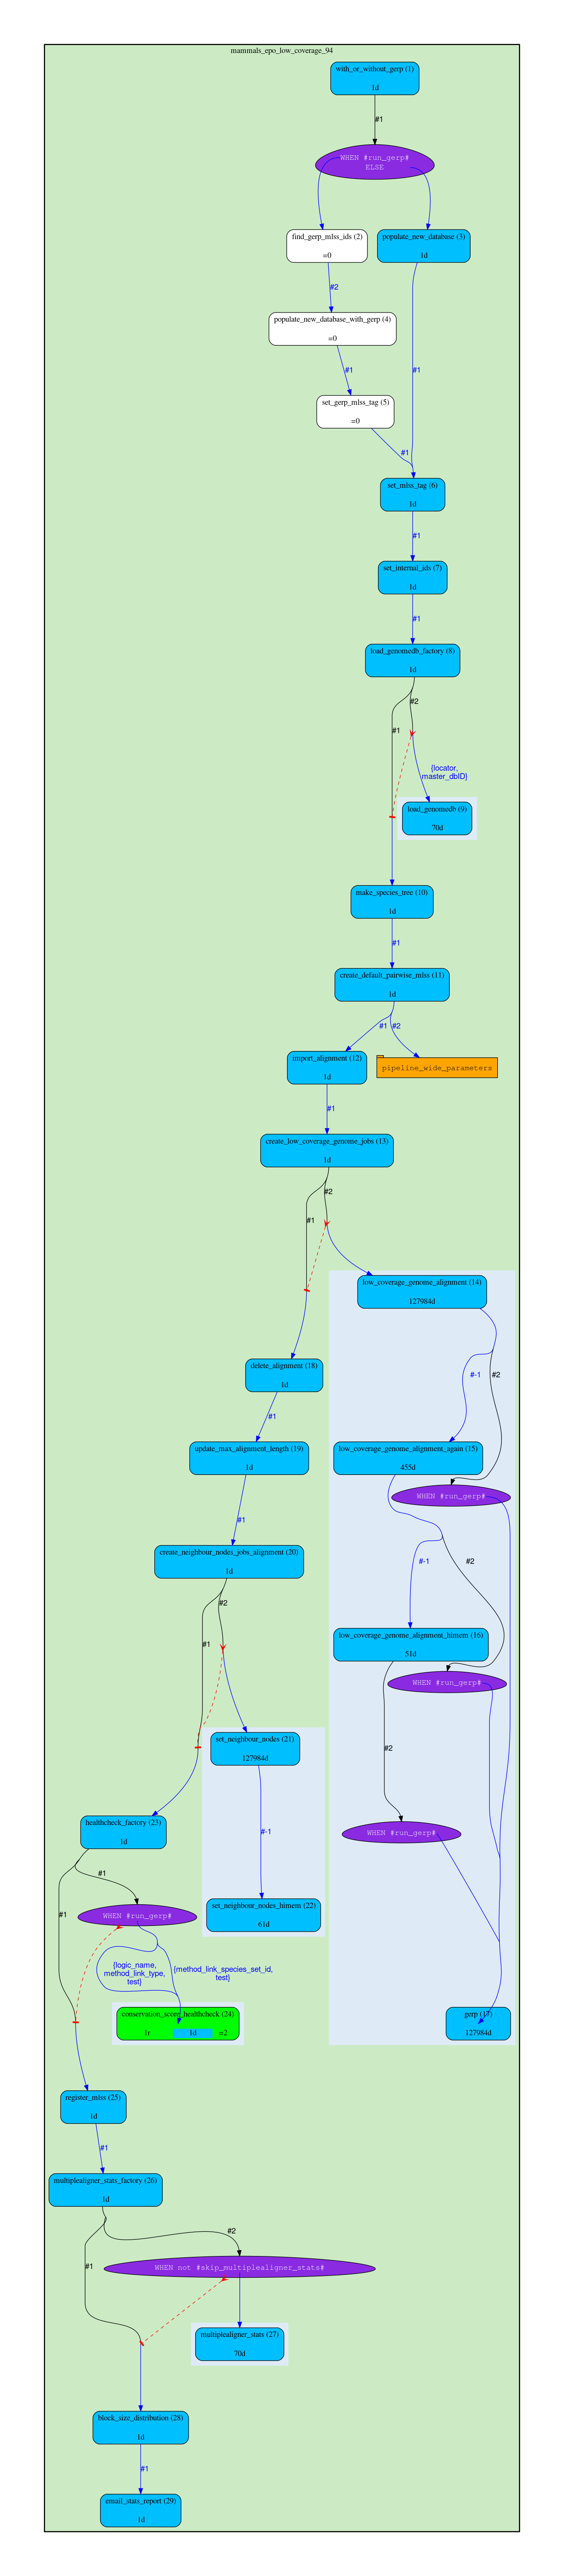 mammals_epo_low_coverage_94
with_or_without_gerp (1)
1d
#1
WHEN #run_gerp#
ELSE
find_gerp_mlss_ids (2)
=0
populate_new_database (3)
1d
#2
populate_new_database_with_gerp (4)
=0
#1
#1
set_gerp_mlss_tag (5)
=0
#1
set_mlss_tag (6)
1d
#1
set_internal_ids (7)
1d
#1
load_genomedb_factory (8)
1d
#2
#1
{locator,
master_dbID}
load_genomedb (9)
70d
make_species_tree (10)
1d
#1
create_default_pairwise_mlss (11)
1d
#1
#2
import_alignment (12)
1d
pipeline_wide_parameters
#1
create_low_coverage_genome_jobs (13)
1d
#2
#1
low_coverage_genome_alignment (14)
127984d
delete_alignment (18)
1d
#-1
#2
#1
update_max_alignment_length (19)
1d
low_coverage_genome_alignment_again (15)
455d
WHEN #run_gerp#
#1
create_neighbour_nodes_jobs_alignment (20)
1d
#-1
#2
#2
#1
low_coverage_genome_alignment_himem (16)
51d
WHEN #run_gerp#
set_neighbour_nodes (21)
127984d
#2
healthcheck_factory (23)
1d
#-1
WHEN #run_gerp#
#1
#1
set_neighbour_nodes_himem (22)
61d
WHEN #run_gerp#
{logic_name,
method_link_type,
test}
{method_link_species_set_id,
test}
conservation_score_healthcheck (24)
1r
1d
=2
gerp (17)
127984d
register_mlss (25)
1d
#1
multiplealigner_stats_factory (26)
1d
#2
#1
WHEN not #skip_multiplealigner_stats#
multiplealigner_stats (27)
70d
block_size_distribution (28)
1d
#1
email_stats_report (29)
1d